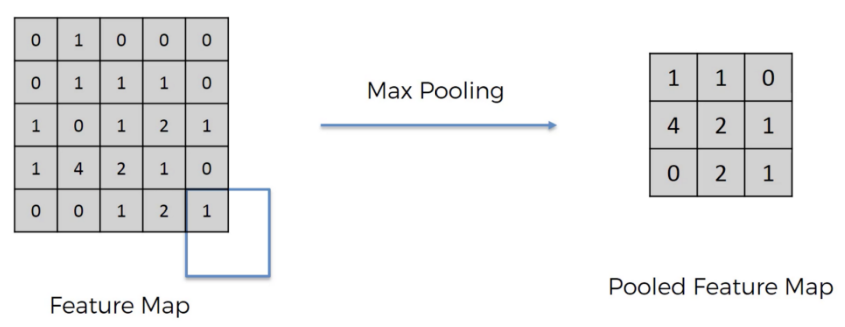 0 1 0 0 0
0 1 1 1 0
1 0 1 2 1
1 4 2 1 0
0 0 1 2 1
Feature Map
Max Pooling
1 1 0
4 2 1
0 2 1
Pooled Feature Map